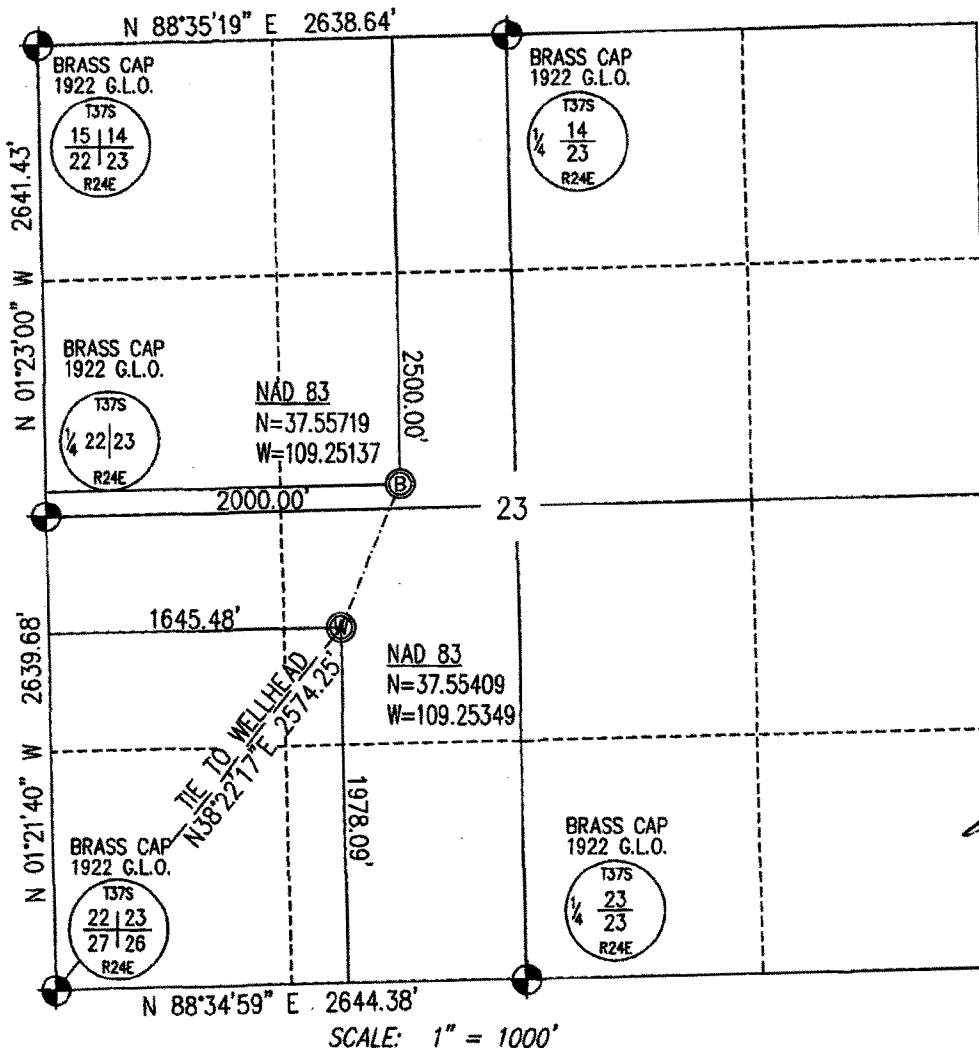 N 88°35'19" E 2638.64'
BRASS CAP
1922 G.L.O.
T37S
15 14
22 23
R24E
BRASS CAP
1922 G.L.O.
T37S
1/4 14
23
R24E
N 01°23'00" W 2641.43'
BRASS CAP
1922 G.L.O.
T37S
1/4 22 23
R24E
NAD 83
N=37.55719
W=109.25137
2500.00'
B
2000.00'
23
1645.48'
W
NAD 83
N=37.55409
W=109.25349
TIE TO WELLHEAD
N38°22'17"E 2574.25'
N 01°21'40" W 2639.68'
1978.09'
BRASS CAP
1922 G.L.O.
T37S
22 23
27 26
R24E
BRASS CAP
1922 G.L.O.
T37S
1/4 23
23
R24E
N 88°34'59" E 2644.38'
SCALE: 1" = 1000'